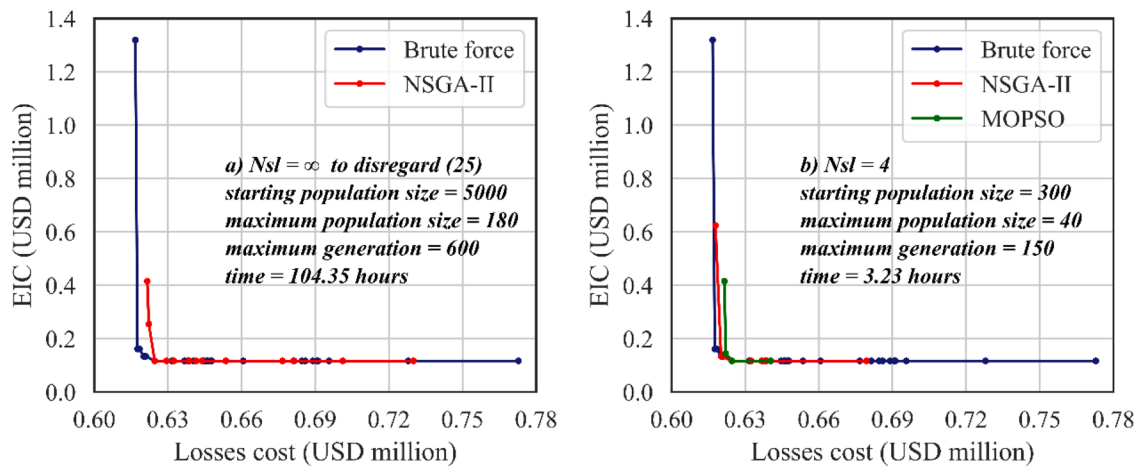 1.4
1.2
1.0
0.8
0.6
0.4
0.2
0.0
EIC (USD million)
Brute force
NSGA-II
a) Nsl = ∞ to disregard (25)
starting population size = 5000
maximum population size = 180
maximum generation = 600
time = 104.35 hours
0.60 0.63 0.66 0.69 0.72 0.75 0.78
Losses cost (USD million)
1.4
1.2
1.0
0.8
0.6
0.4
0.2
0.0
EIC (USD million)
Brute force
NSGA-II
MOPSO
b) Nsl = 4
starting population size = 300
maximum population size = 40
maximum generation = 150
time = 3.23 hours
0.60 0.63 0.66 0.69 0.72 0.75 0.78
Losses cost (USD million)